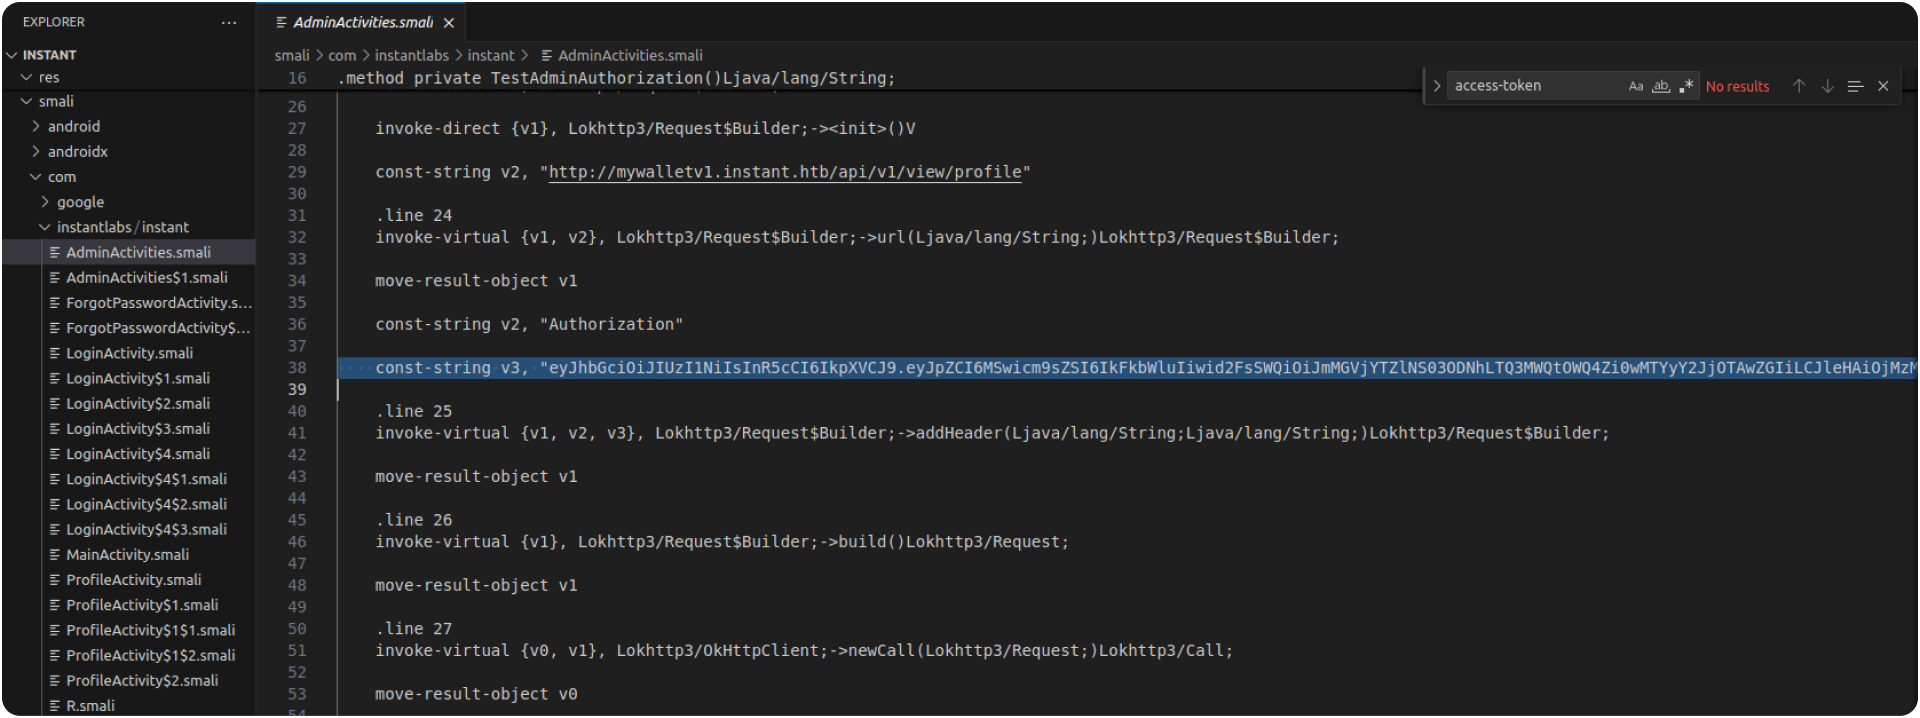 EXPLORER
...
INSTANT
res
smali
android
androidx
com
google
instantlabs/instant
AdminActivities.smali
AdminActivities$1.smali
ForgotPasswordActivity.s...
ForgotPasswordActivity$...
LoginActivity.smali
LoginActivity$1.smali
LoginActivity$2.smali
LoginActivity$3.smali
LoginActivity$4.smali
LoginActivity$4$1.smali
LoginActivity$4$2.smali
LoginActivity$4$3.smali
MainActivity.smali
ProfileActivity.smali
ProfileActivity$1.smali
ProfileActivity$1$1.smali
ProfileActivity$1$2.smali
ProfileActivity$2.smali
R.smali
AdminActivities.smali
smali > com > instantlabs > instant > AdminActivities.smali
16 .method private TestAdminAuthorization()Ljava/lang/String;
access-token Aa ab .* No results
26
27 invoke-direct {v1}, Lokhttp3/Request$Builder;-><init>()V
28
29 const-string v2, "http://mywalletv1.instant.htb/api/v1/view/profile"
30
31 .line 24
32 invoke-virtual {v1, v2}, Lokhttp3/Request$Builder;->url(Ljava/lang/String;)Lokhttp3/Request$Builder;
33
34 move-result-object v1
35
36 const-string v2, "Authorization"
37
38 const-string v3, "eyJhbGciOiJIUzI1NiIsInR5cCI6IkpXVCJ9.eyJpZCI6MSwicm9sZSI6IkFkbWluIiwid2FsSWQiOiJmMGVjYTZlNS03ODNhLTQ3MWQtOWQ4Zi0wMTYyY2JjOTAwZGIiLCJleHAiOjMzM
39
40 .line 25
41 invoke-virtual {v1, v2, v3}, Lokhttp3/Request$Builder;->addHeader(Ljava/lang/String;Ljava/lang/String;)Lokhttp3/Request$Builder;
42
43 move-result-object v1
44
45 .line 26
46 invoke-virtual {v1}, Lokhttp3/Request$Builder;->build()Lokhttp3/Request;
47
48 move-result-object v1
49
50 .line 27
51 invoke-virtual {v0, v1}, Lokhttp3/OkHttpClient;->newCall(Lokhttp3/Request;)Lokhttp3/Call;
52
53 move-result-object v0
54